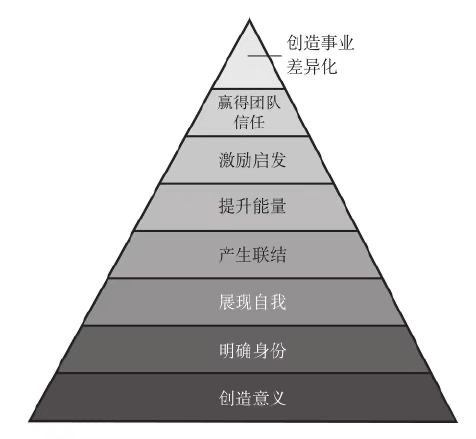 创造事业
差异化
赢得团队
信任
激励启发
提升能量
产生联结
展现自我
明确身份
创造意义